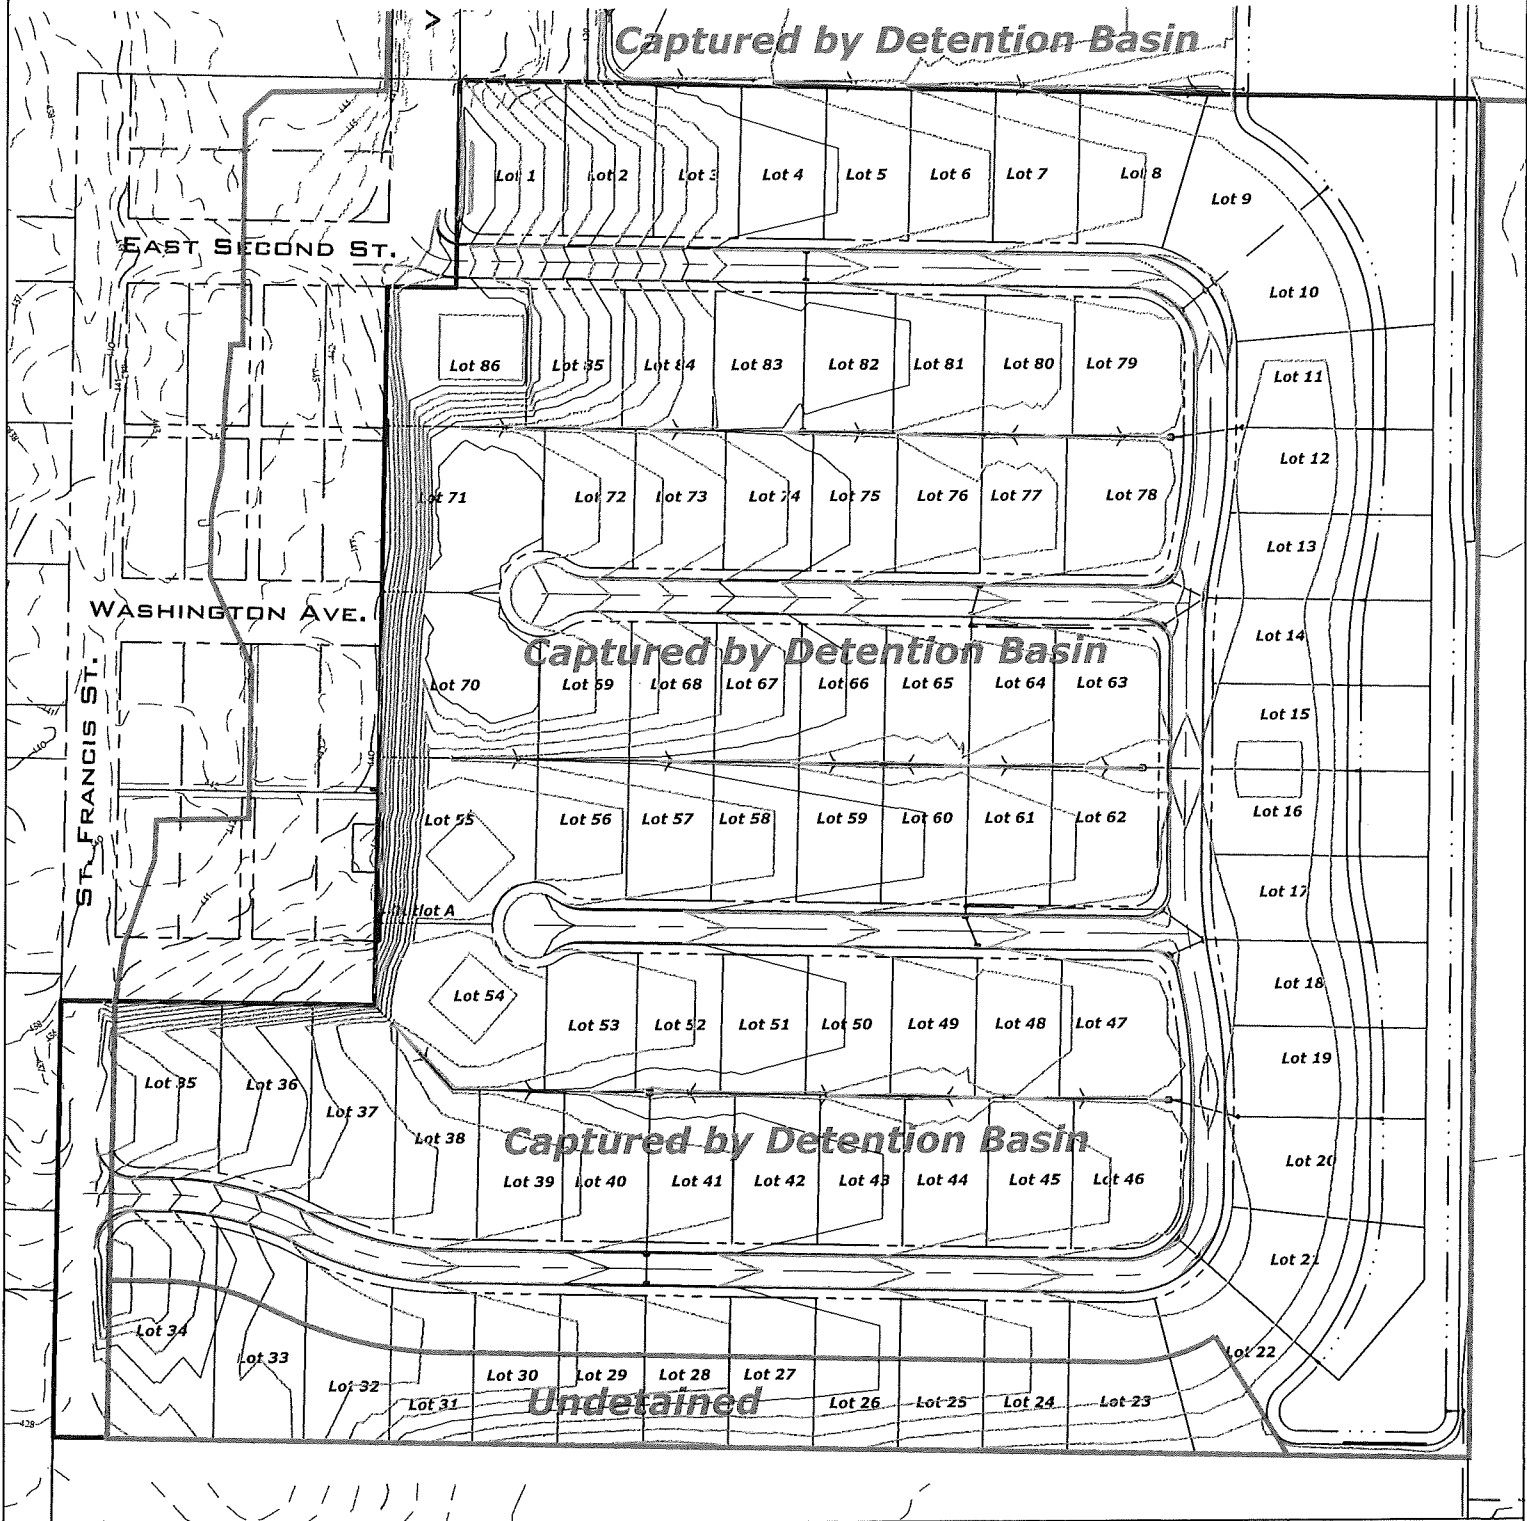 >
Captured by Detention Basin
Lot 1
Lot 2
Lot 3
Lot 4
Lot 5
Lot 6
Lot 7
Lot 8
Lot 9
EAST SECOND ST.
Lot 10
Lot 86
Lot 85
Lot 84
Lot 83
Lot 82
Lot 81
Lot 80
Lot 79
Lot 11
Lot 12
Lot 71
Lot 72
Lot 73
Lot 74
Lot 75
Lot 76
Lot 77
Lot 78
Lot 13
WASHINGTON AVE.
Lot 14
Captured by Detention Basin
Lot 70
Lot 69
Lot 68
Lot 67
Lot 66
Lot 65
Lot 64
Lot 63
Lot 15
ST. FRANCIS ST.
Lot 55
Lot 56
Lot 57
Lot 58
Lot 59
Lot 60
Lot 61
Lot 62
Lot 16
Lot 17
Outlot A
Lot 54
Lot 18
Lot 53
Lot 52
Lot 51
Lot 50
Lot 49
Lot 48
Lot 47
Lot 19
Lot 35
Lot 36
Lot 37
Lot 38
Captured by Detention Basin
Lot 39
Lot 40
Lot 41
Lot 42
Lot 43
Lot 44
Lot 45
Lot 46
Lot 20
Lot 21
Lot 34
Lot 33
Lot 32
Lot 31
Lot 30
Lot 29
Lot 28
Lot 27
Lot 26
Lot 25
Lot 24
Lot 23
Lot 22
Undetained
428